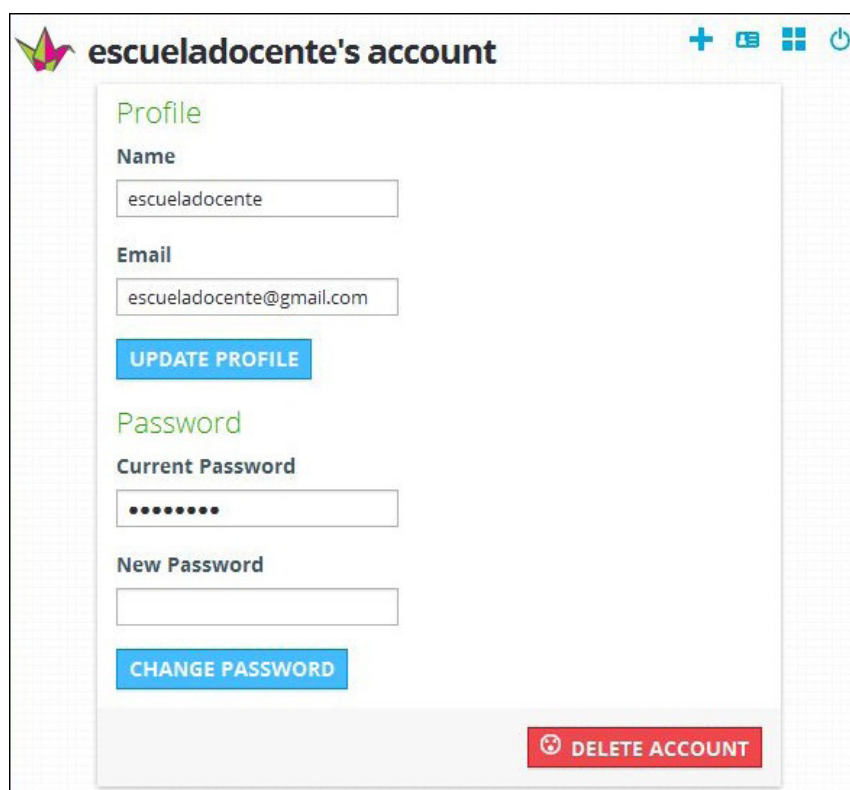 escueladocente's account
Profile
Name
escueladocente
Email
escueladocente@gmail.com
UPDATE PROFILE
Password
Current Password
••••••••
New Password
CHANGE PASSWORD
DELETE ACCOUNT